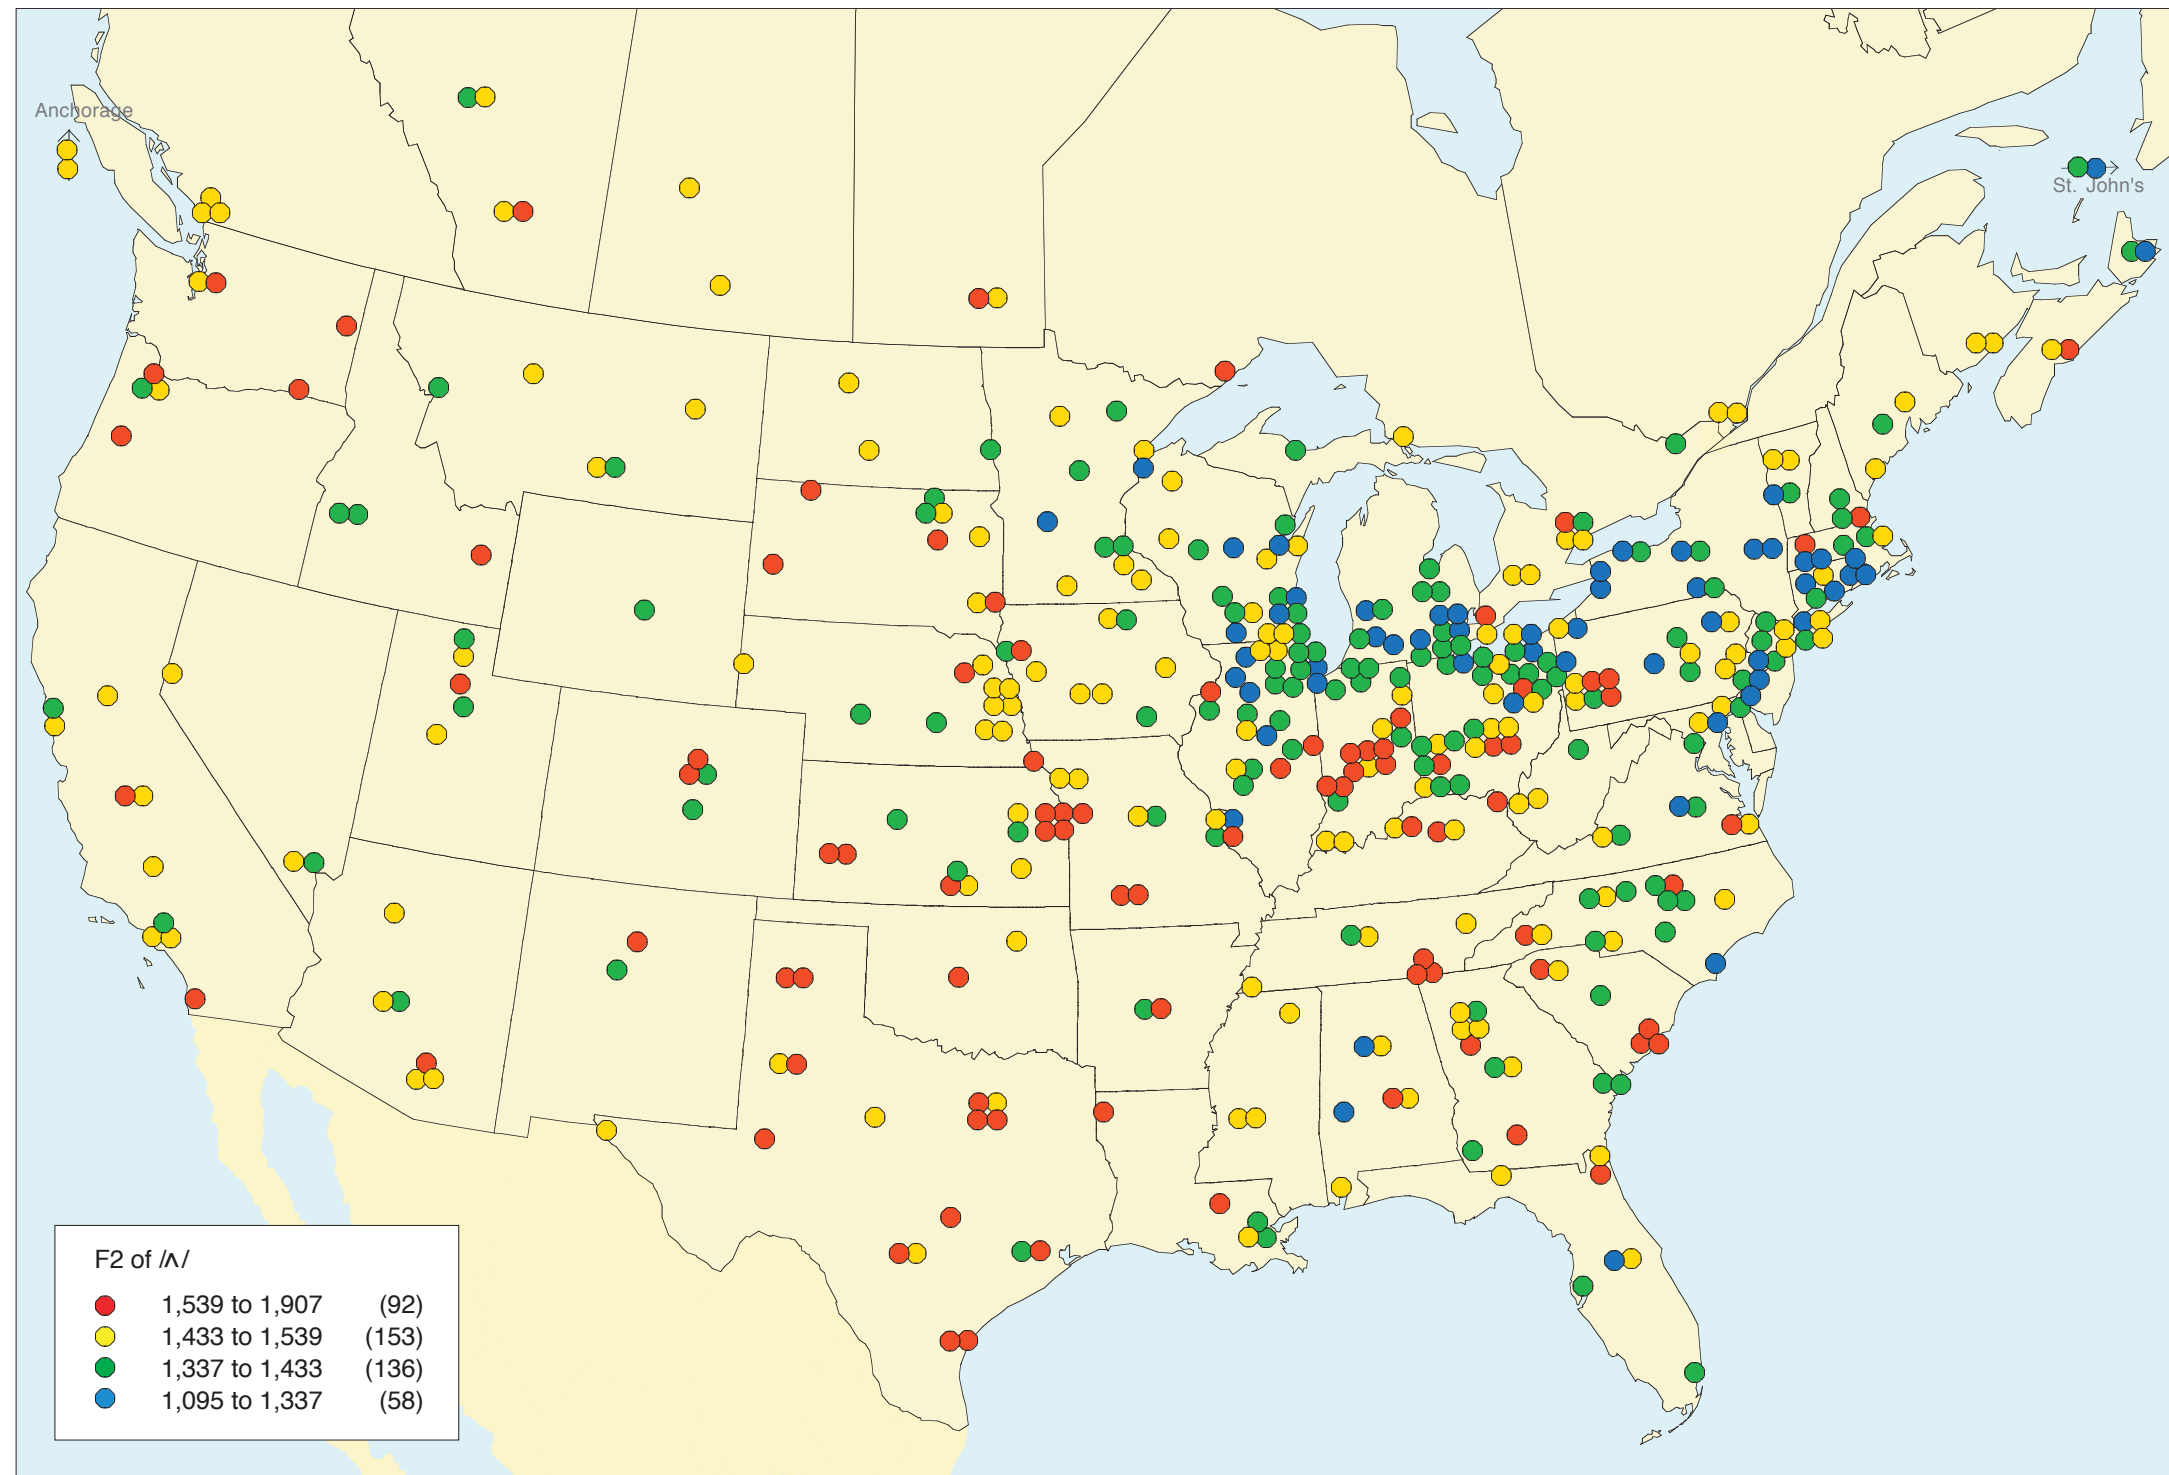 Anchorage
St. John's
F2 of /ʌ/
1,539 to 1,907 (92)
1,433 to 1,539 (153)
1,337 to 1,433 (136)
1,095 to 1,337 (58)